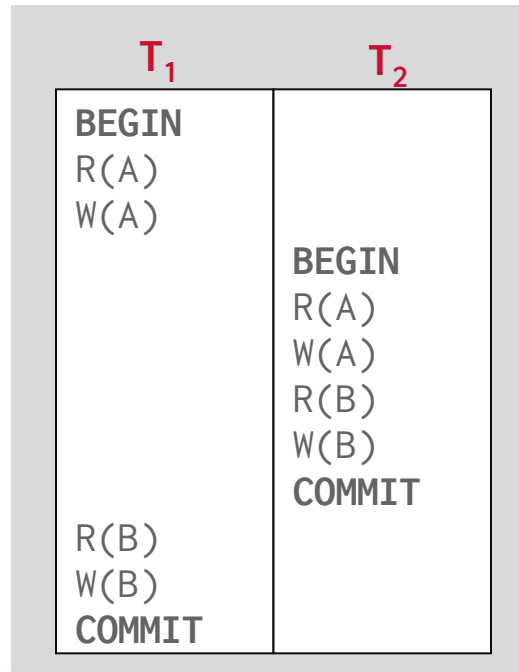 T₁ T₂
BEGIN
R(A)
W(A)
BEGIN
R(A)
W(A)
R(B)
W(B)
COMMIT
R(B)
W(B)
COMMIT